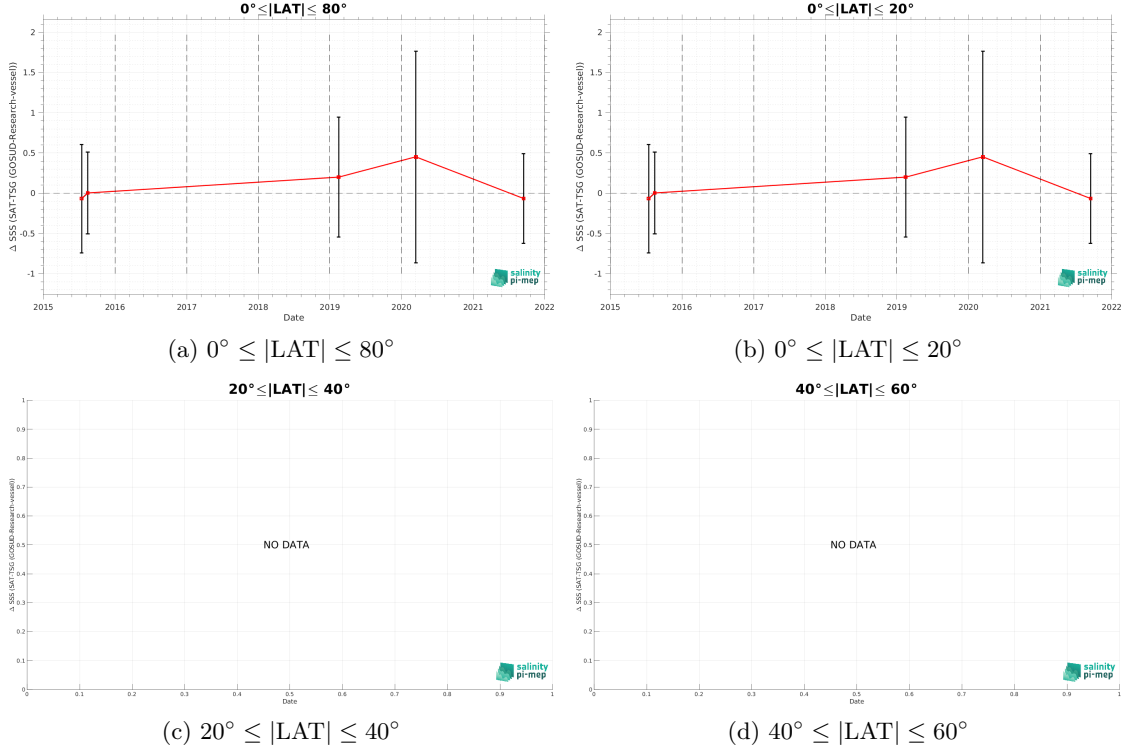 0°≤|LAT|≤ 80°
Δ SSS (SAT-TSG (GOSUD-Research-vessel))
2
1.5
1
0.5
0
-0.5
-1
2015 2016 2017 2018 2019 2020 2021 2022
Date
salinity
pi-mep
(a) 0° ≤ |LAT| ≤ 80°
0°≤|LAT|≤ 20°
Δ SSS (SAT-TSG (GOSUD-Research-vessel))
2
1.5
1
0.5
0
-0.5
-1
2015 2016 2017 2018 2019 2020 2021 2022
Date
salinity
pi-mep
(b) 0° ≤ |LAT| ≤ 20°
20°≤|LAT|≤ 40°
Δ SSS (SAT-TSG (GOSUD-Research-vessel))
1
0.9
0.8
0.7
0.6
0.5
0.4
0.3
0.2
0.1
0
NO DATA
0 0.1 0.2 0.3 0.4 0.5 0.6 0.7 0.8 0.9 1
Date
salinity
pi-mep
(c) 20° ≤ |LAT| ≤ 40°
40°≤|LAT|≤ 60°
Δ SSS (SAT-TSG (GOSUD-Research-vessel))
1
0.9
0.8
0.7
0.6
0.5
0.4
0.3
0.2
0.1
0
NO DATA
0 0.1 0.2 0.3 0.4 0.5 0.6 0.7 0.8 0.9 1
Date
salinity
pi-mep
(d) 40° ≤ |LAT| ≤ 60°